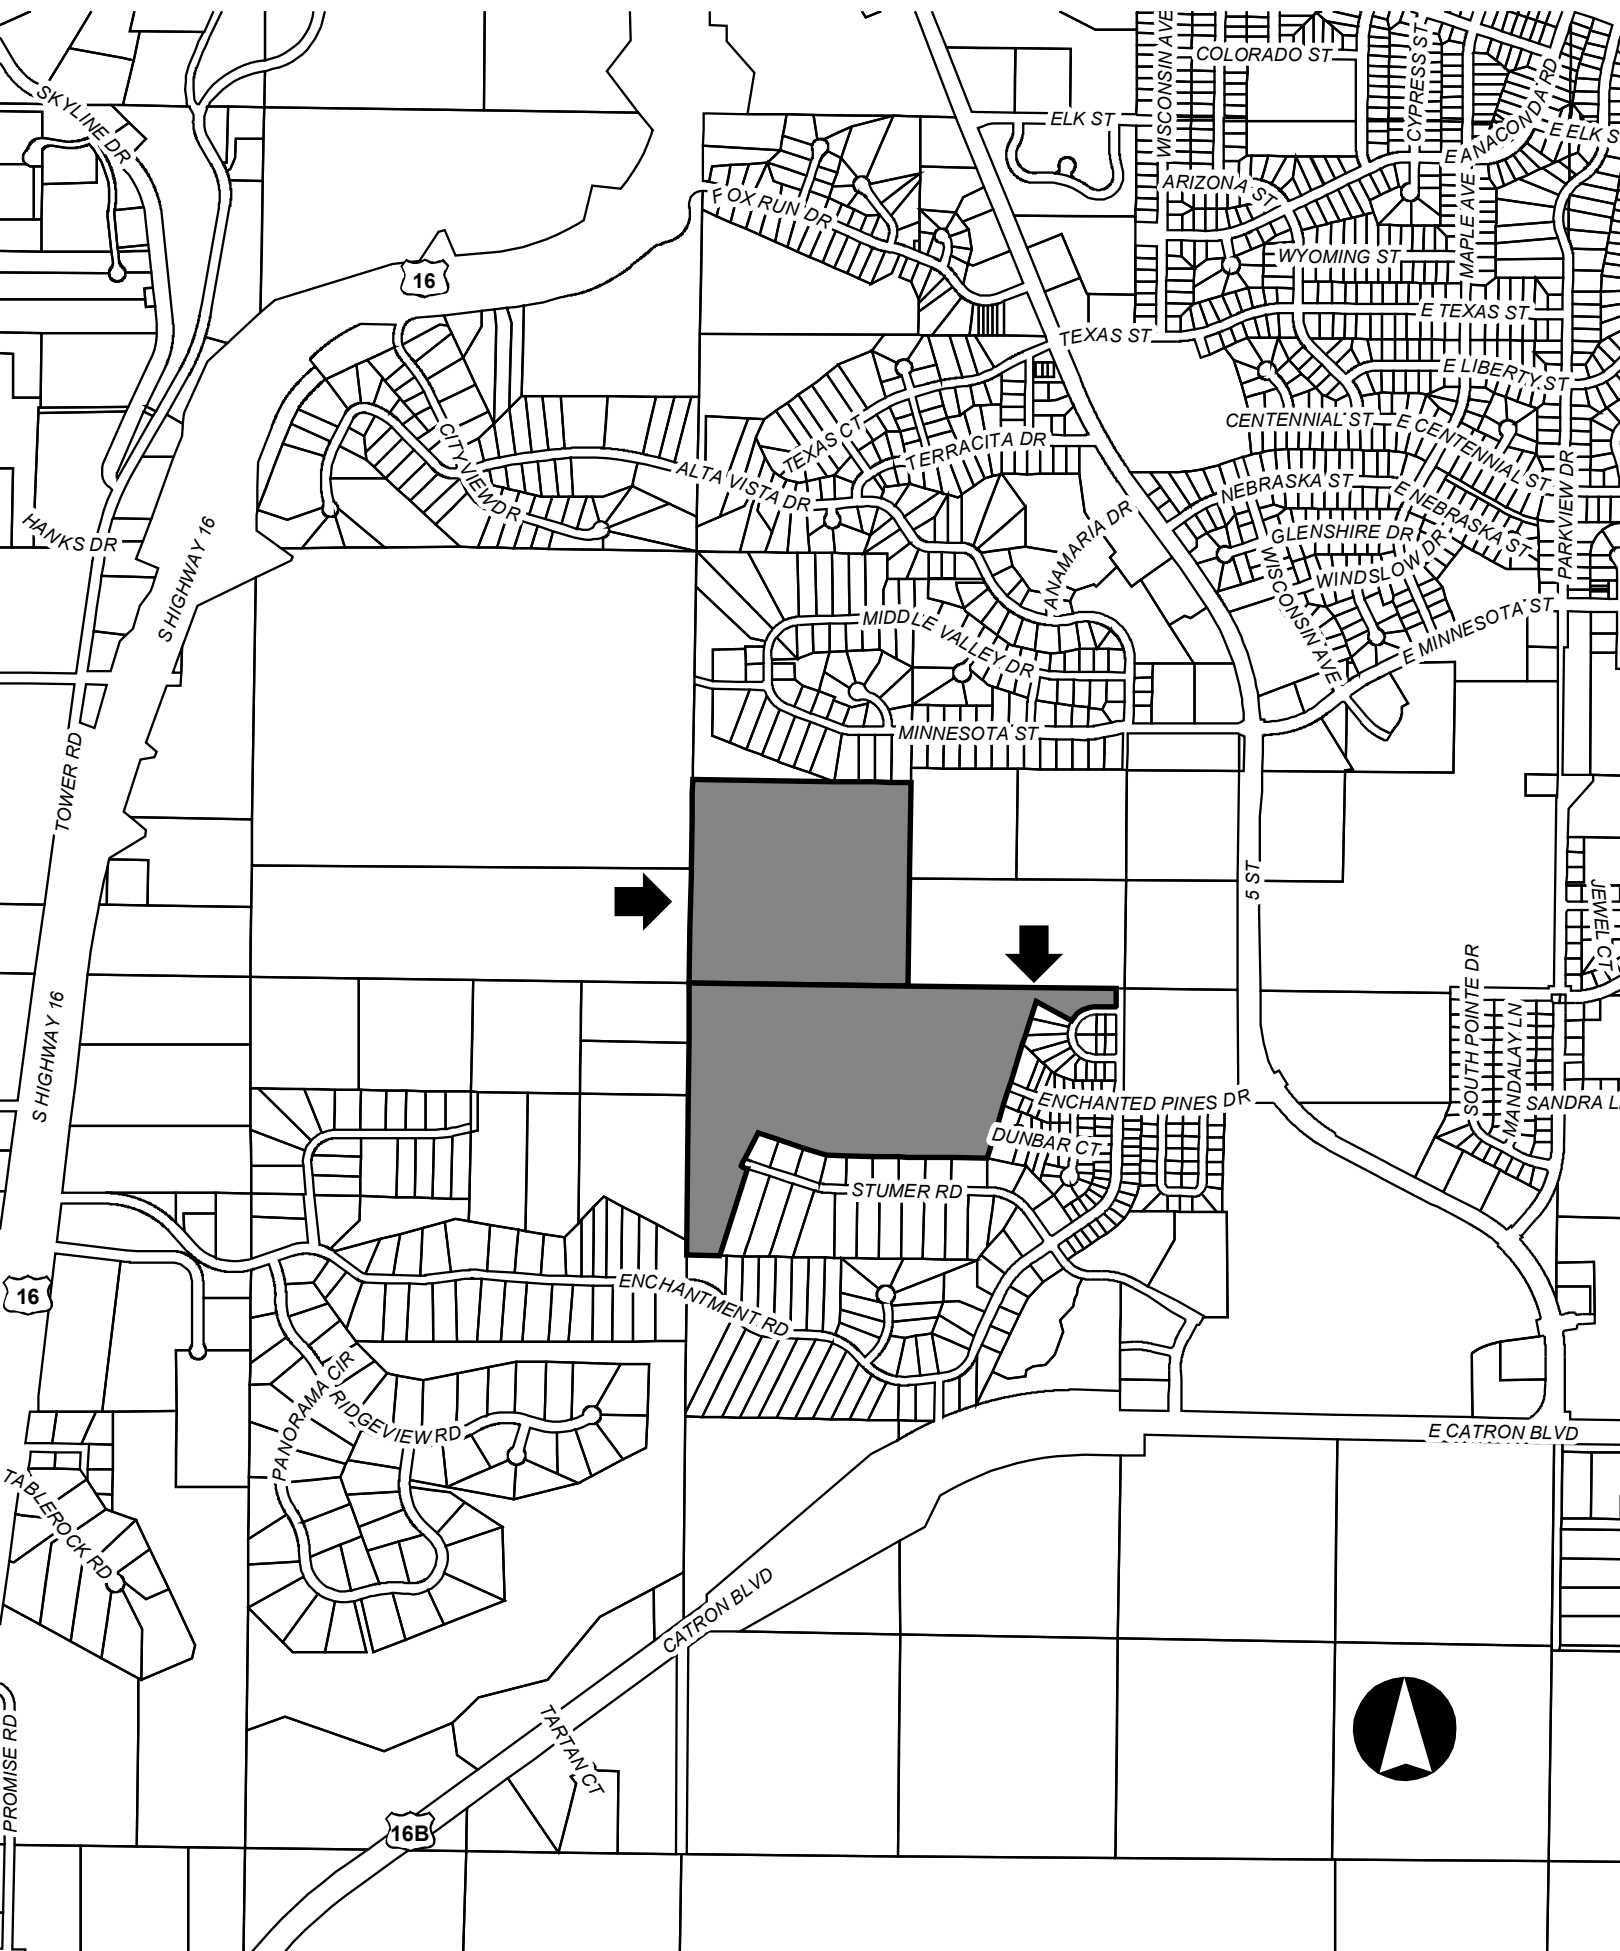 WISCONSIN AVE
COLORADO ST
CYPRESS ST
SKYLINE DR
ELK ST
E ANACONDA RD
E ELK S
ARIZONA ST
FOX RUN DR
MAPLE AVE
WYOMING ST
16
E TEXAS ST
TEXAS ST
E LIBERTY ST
CENTENNIAL ST
E CENTENNIAL ST
TEXAS CT
TERRACITA DR
CITY VIEW DR
ALTA VISTA DR
NEBRASKA ST
E NEBRASKA ST
PARKVIEW DR
HANKS DR
S HIGHWAY 16
ANAMARIA DR
GLENSHIRE DR
WINDSLOW DR
WISCONSIN AVE
MIDDLE VALLEY DR
E MINNESOTA ST
MINNESOTA ST
TOWER RD
5 ST
JEWEL CT
SOUTH POINTE DR
MANDALAY LN
S HIGHWAY 16
ENCHANTED PINES DR
SANDRA L
DUNBAR CT
STUMER RD
16
ENCHANTMENT RD
PANORAMA CIR
RIDGEVIEW RD
E CATRON BLVD
TABLEROCK RD
CATRON BLVD
TARTAN CT
PROMISE RD
16B